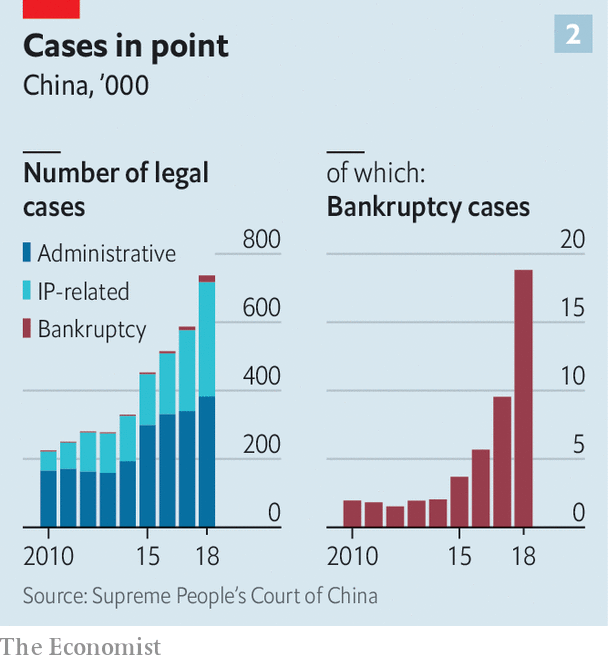 Cases in point
2
China, ’000
Number of legal
cases
Administrative
IP-related
Bankruptcy
800
600
400
200
0
2010
15
18
of which:
Bankruptcy cases
20
15
10
5
0
2010
15
18
Source: Supreme People’s Court of China
The Economist